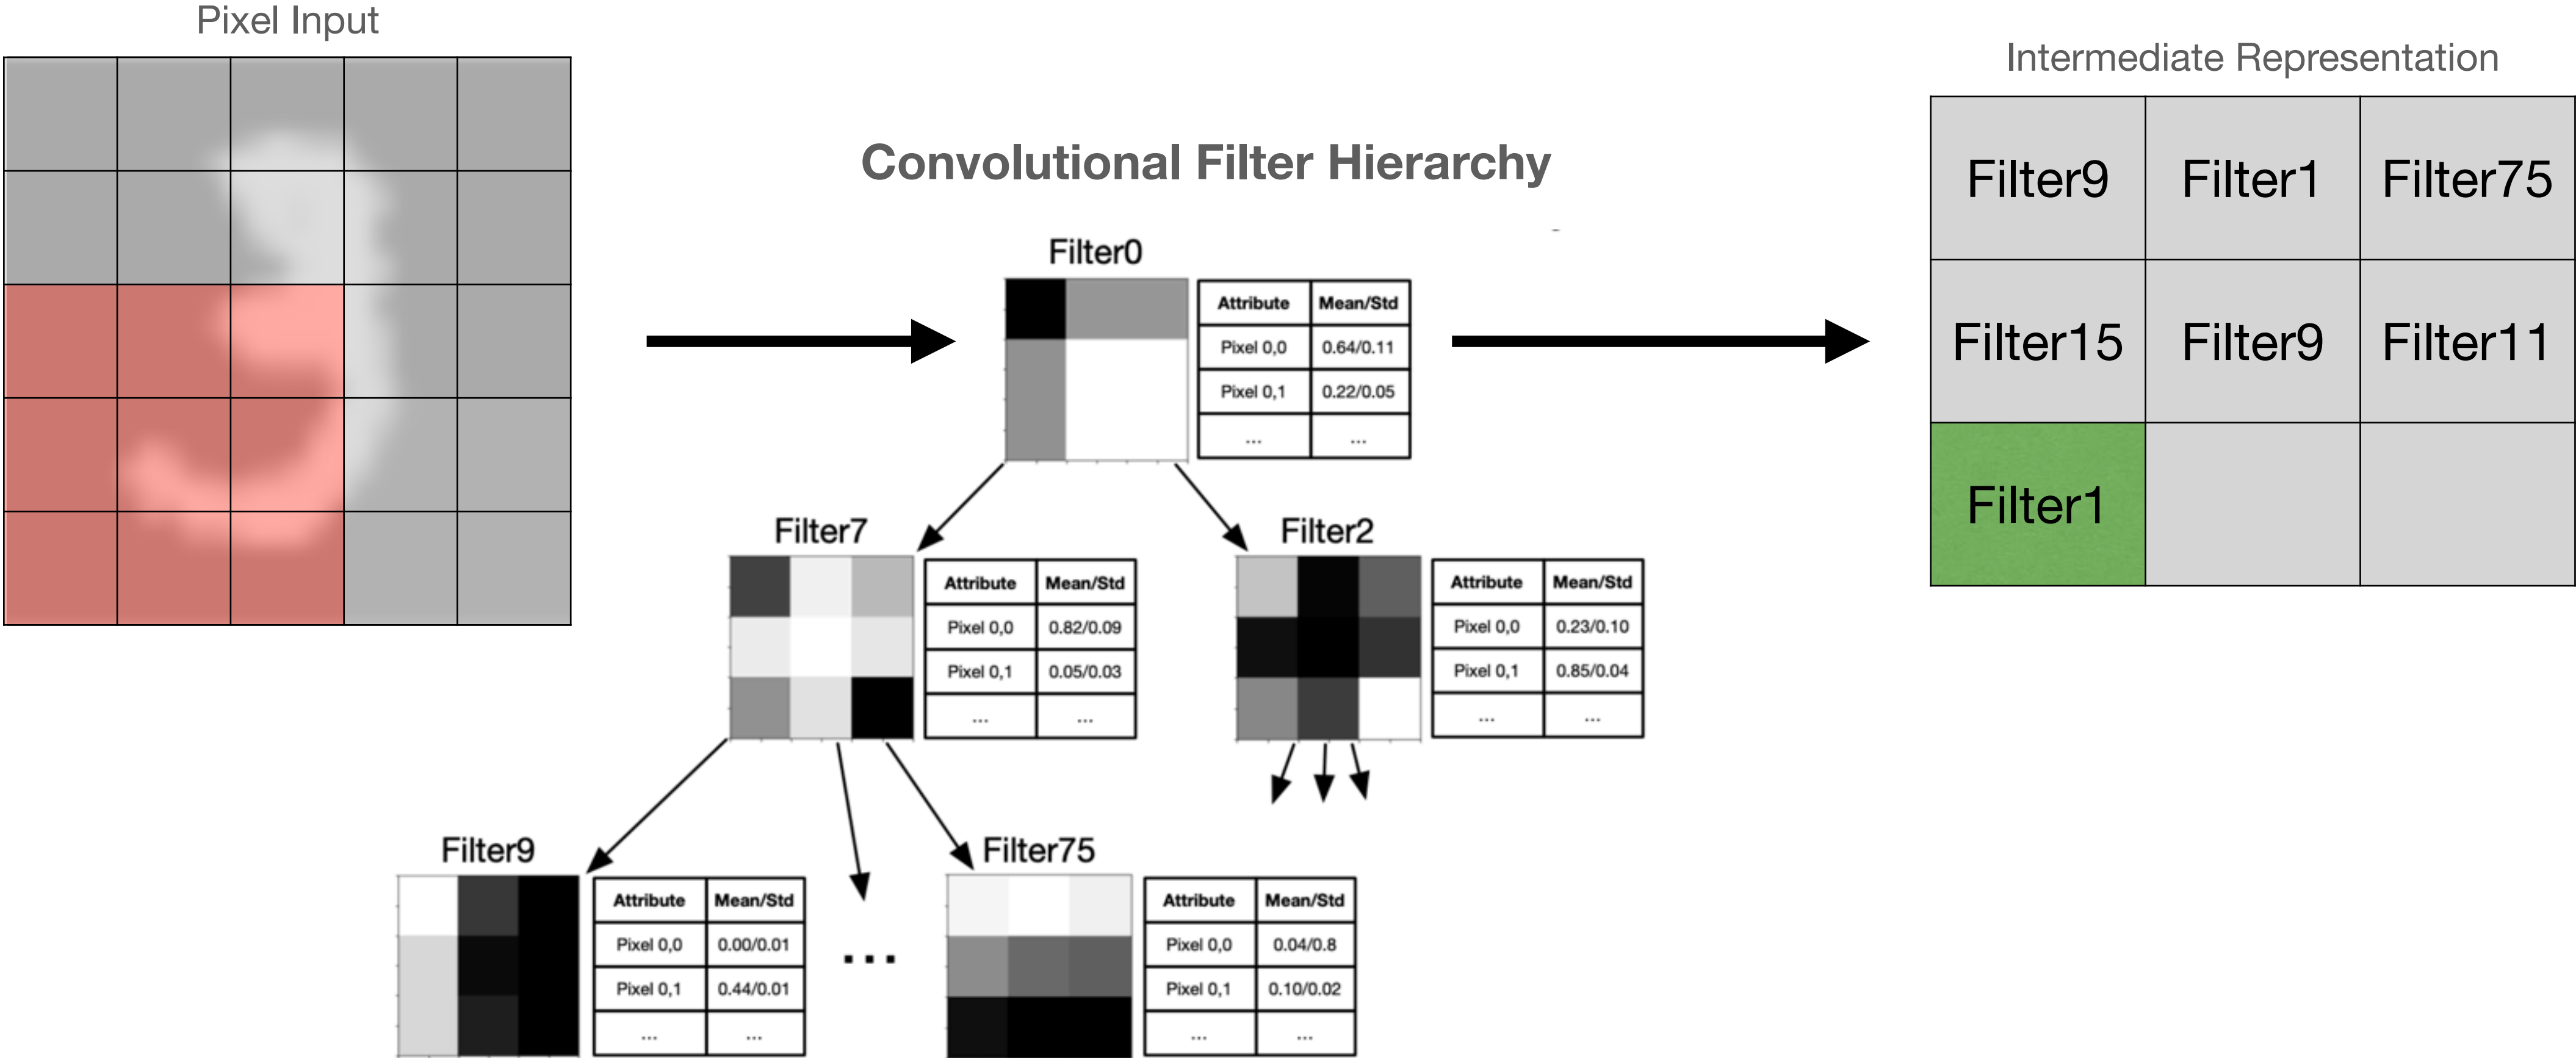 Pixel Input
Intermediate Representation
Convolutional Filter Hierarchy
Filter9 Filter1 Filter75
Filter15 Filter9 Filter11
Filter1
Filter0
Attribute Mean/Std
Pixel 0,0 0.64/0.11
Pixel 0,1 0.22/0.05
... ...
Filter7
Attribute Mean/Std
Pixel 0,0 0.82/0.09
Pixel 0,1 0.05/0.03
... ...
Filter2
Attribute Mean/Std
Pixel 0,0 0.23/0.10
Pixel 0,1 0.85/0.04
... ...
Filter9
Attribute Mean/Std
Pixel 0,0 0.00/0.01
Pixel 0,1 0.44/0.01
... ...
...
Filter75
Attribute Mean/Std
Pixel 0,0 0.04/0.8
Pixel 0,1 0.10/0.02
... ...